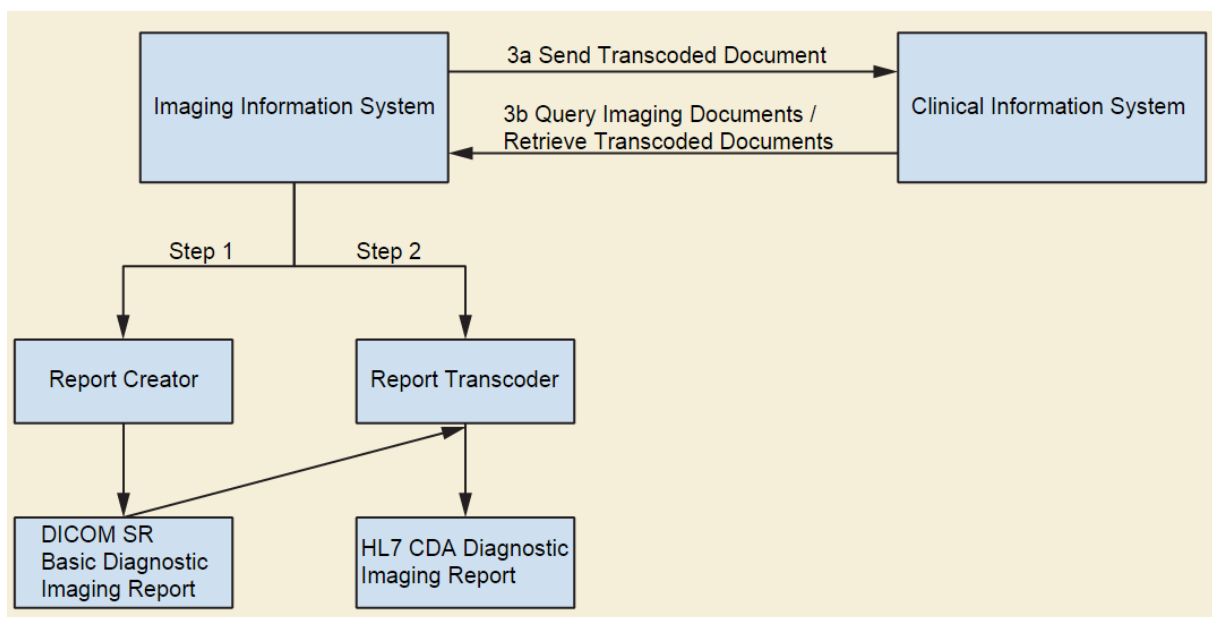 3a Send Transcoded Document
Imaging Information System
Clinical Information System
3b Query Imaging Documents /
Retrieve Transcoded Documents
Step 1
Step 2
Report Creator
Report Transcoder
DICOM SR
Basic Diagnostic
Imaging Report
HL7 CDA Diagnostic
Imaging Report